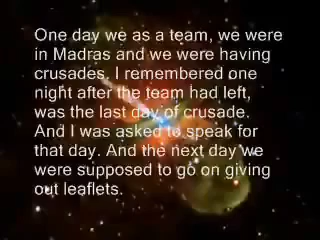 One day we as a team, we were
in Madras and we were having
crusades. I remembered one
night after the team had left,
was the last day of crusade.
And I was asked to speak for
that day. And the next day we
were supposed to go on giving
out leaflets.